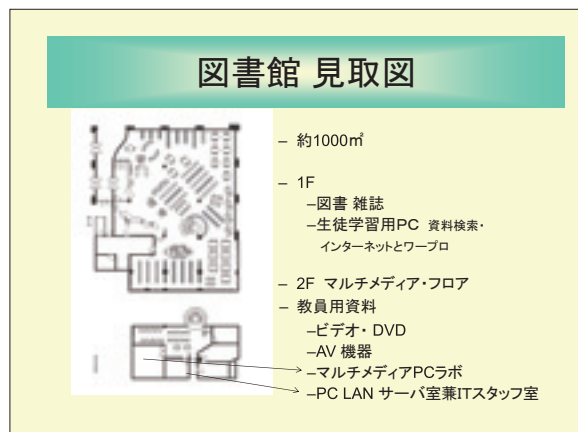 図書館 見取図
– 約1000㎡
– 1F
–図書 雑誌
–生徒学習用PC 資料検索・
インターネットとワープロ
– 2F マルチメディア・フロア
– 教員用資料
–ビデオ・ DVD
–AV 機器
–マルチメディアPCラボ
–PC LAN サーバ室兼ITスタッフ室